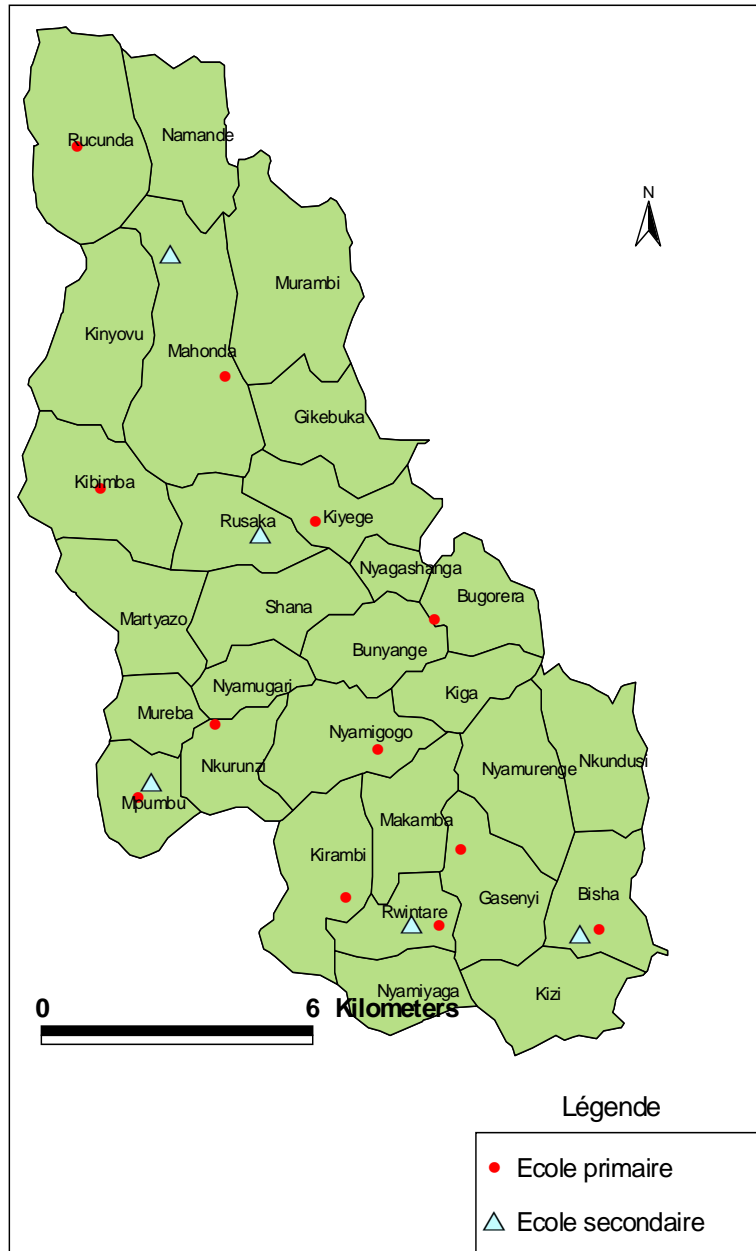 Namande
Rucunda
N
Murambi
Kinyovu
Mahonda
Gikebuka
Kibimba
Rusaka
Kiyege
Nyagashanga
Bugorera
Shana
Martyazo
Bunyange
Nyamugari
Kiga
Mureba
Nyamigogo
Nkundusi
Nkurunzi
Nyamurenge
Mpumbu
Makamba
Kirambi
Bisha
Gasenyi
Rwintare
Nyamiyaga
Kizi
0 6 Kilometers
Légende
Ecole primaire
Ecole secondaire